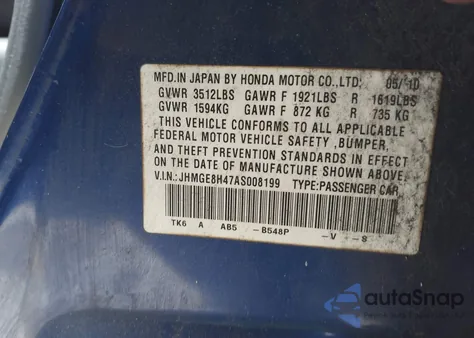 MFD.IN JAPAN BY HONDA MOTOR CO.,LTD: 05/10
GVWR 3512LBS GAWR F 1921LBS R 1619LBS
GVWR 1594KG GAWR F 872 KG R 735 KG
THIS VEHICLE CONFORMS TO ALL APPLICABLE
FEDERAL MOTOR VEHICLE SAFETY ,BUMPER,
AND THEFT PREVENTION STANDARDS IN EFFECT
ON THE DATE OF MANUFACTURE SHOWN ABOVE.
V.I.N.: JHMGE8H47AS008199 TYPE:PASSENGER CAR
TK6 A AB5 -B548P -V -S
autoSnap